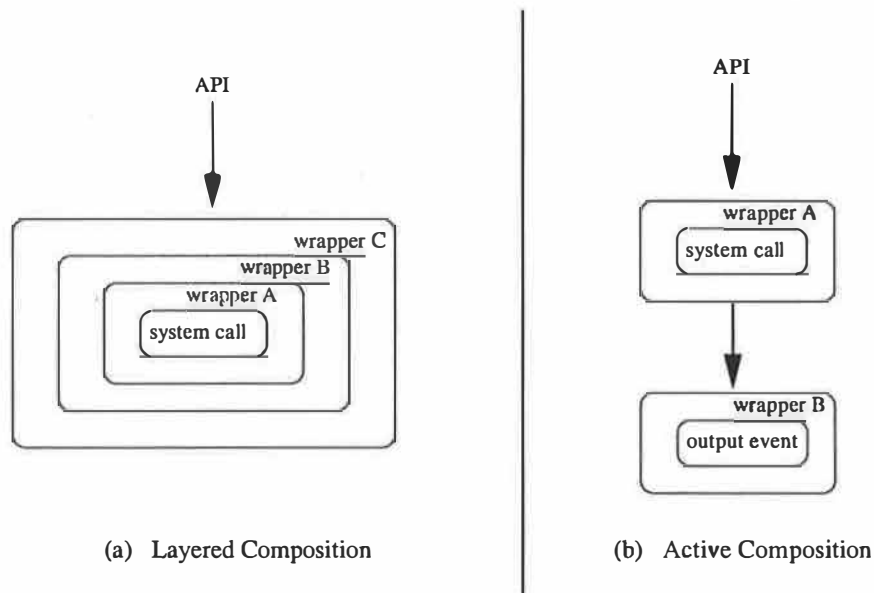 API
wrapper C
wrapper B
wrapper A
system call
(a) Layered Composition
API
wrapper A
system call
wrapper B
output event
(b) Active Composition